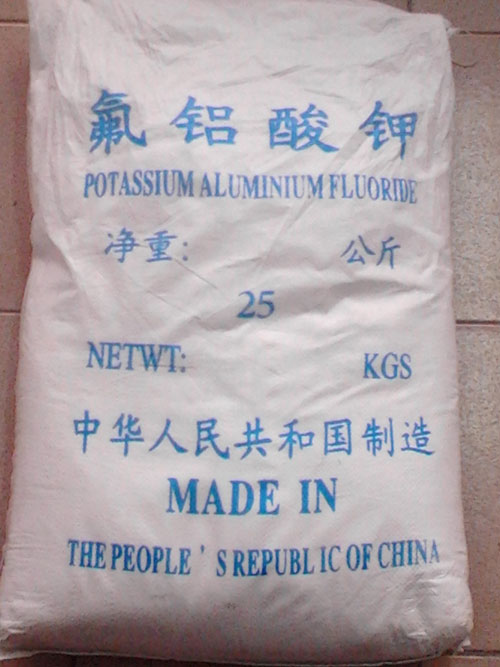 氟铝酸钾
POTASSIUM ALUMINIUM FLUORIDE
净重: 公斤
25
NETWT: KGS
中华人民共和国制造
MADE IN
THE PEOPLE ' S REPUBL IC OF CHINA